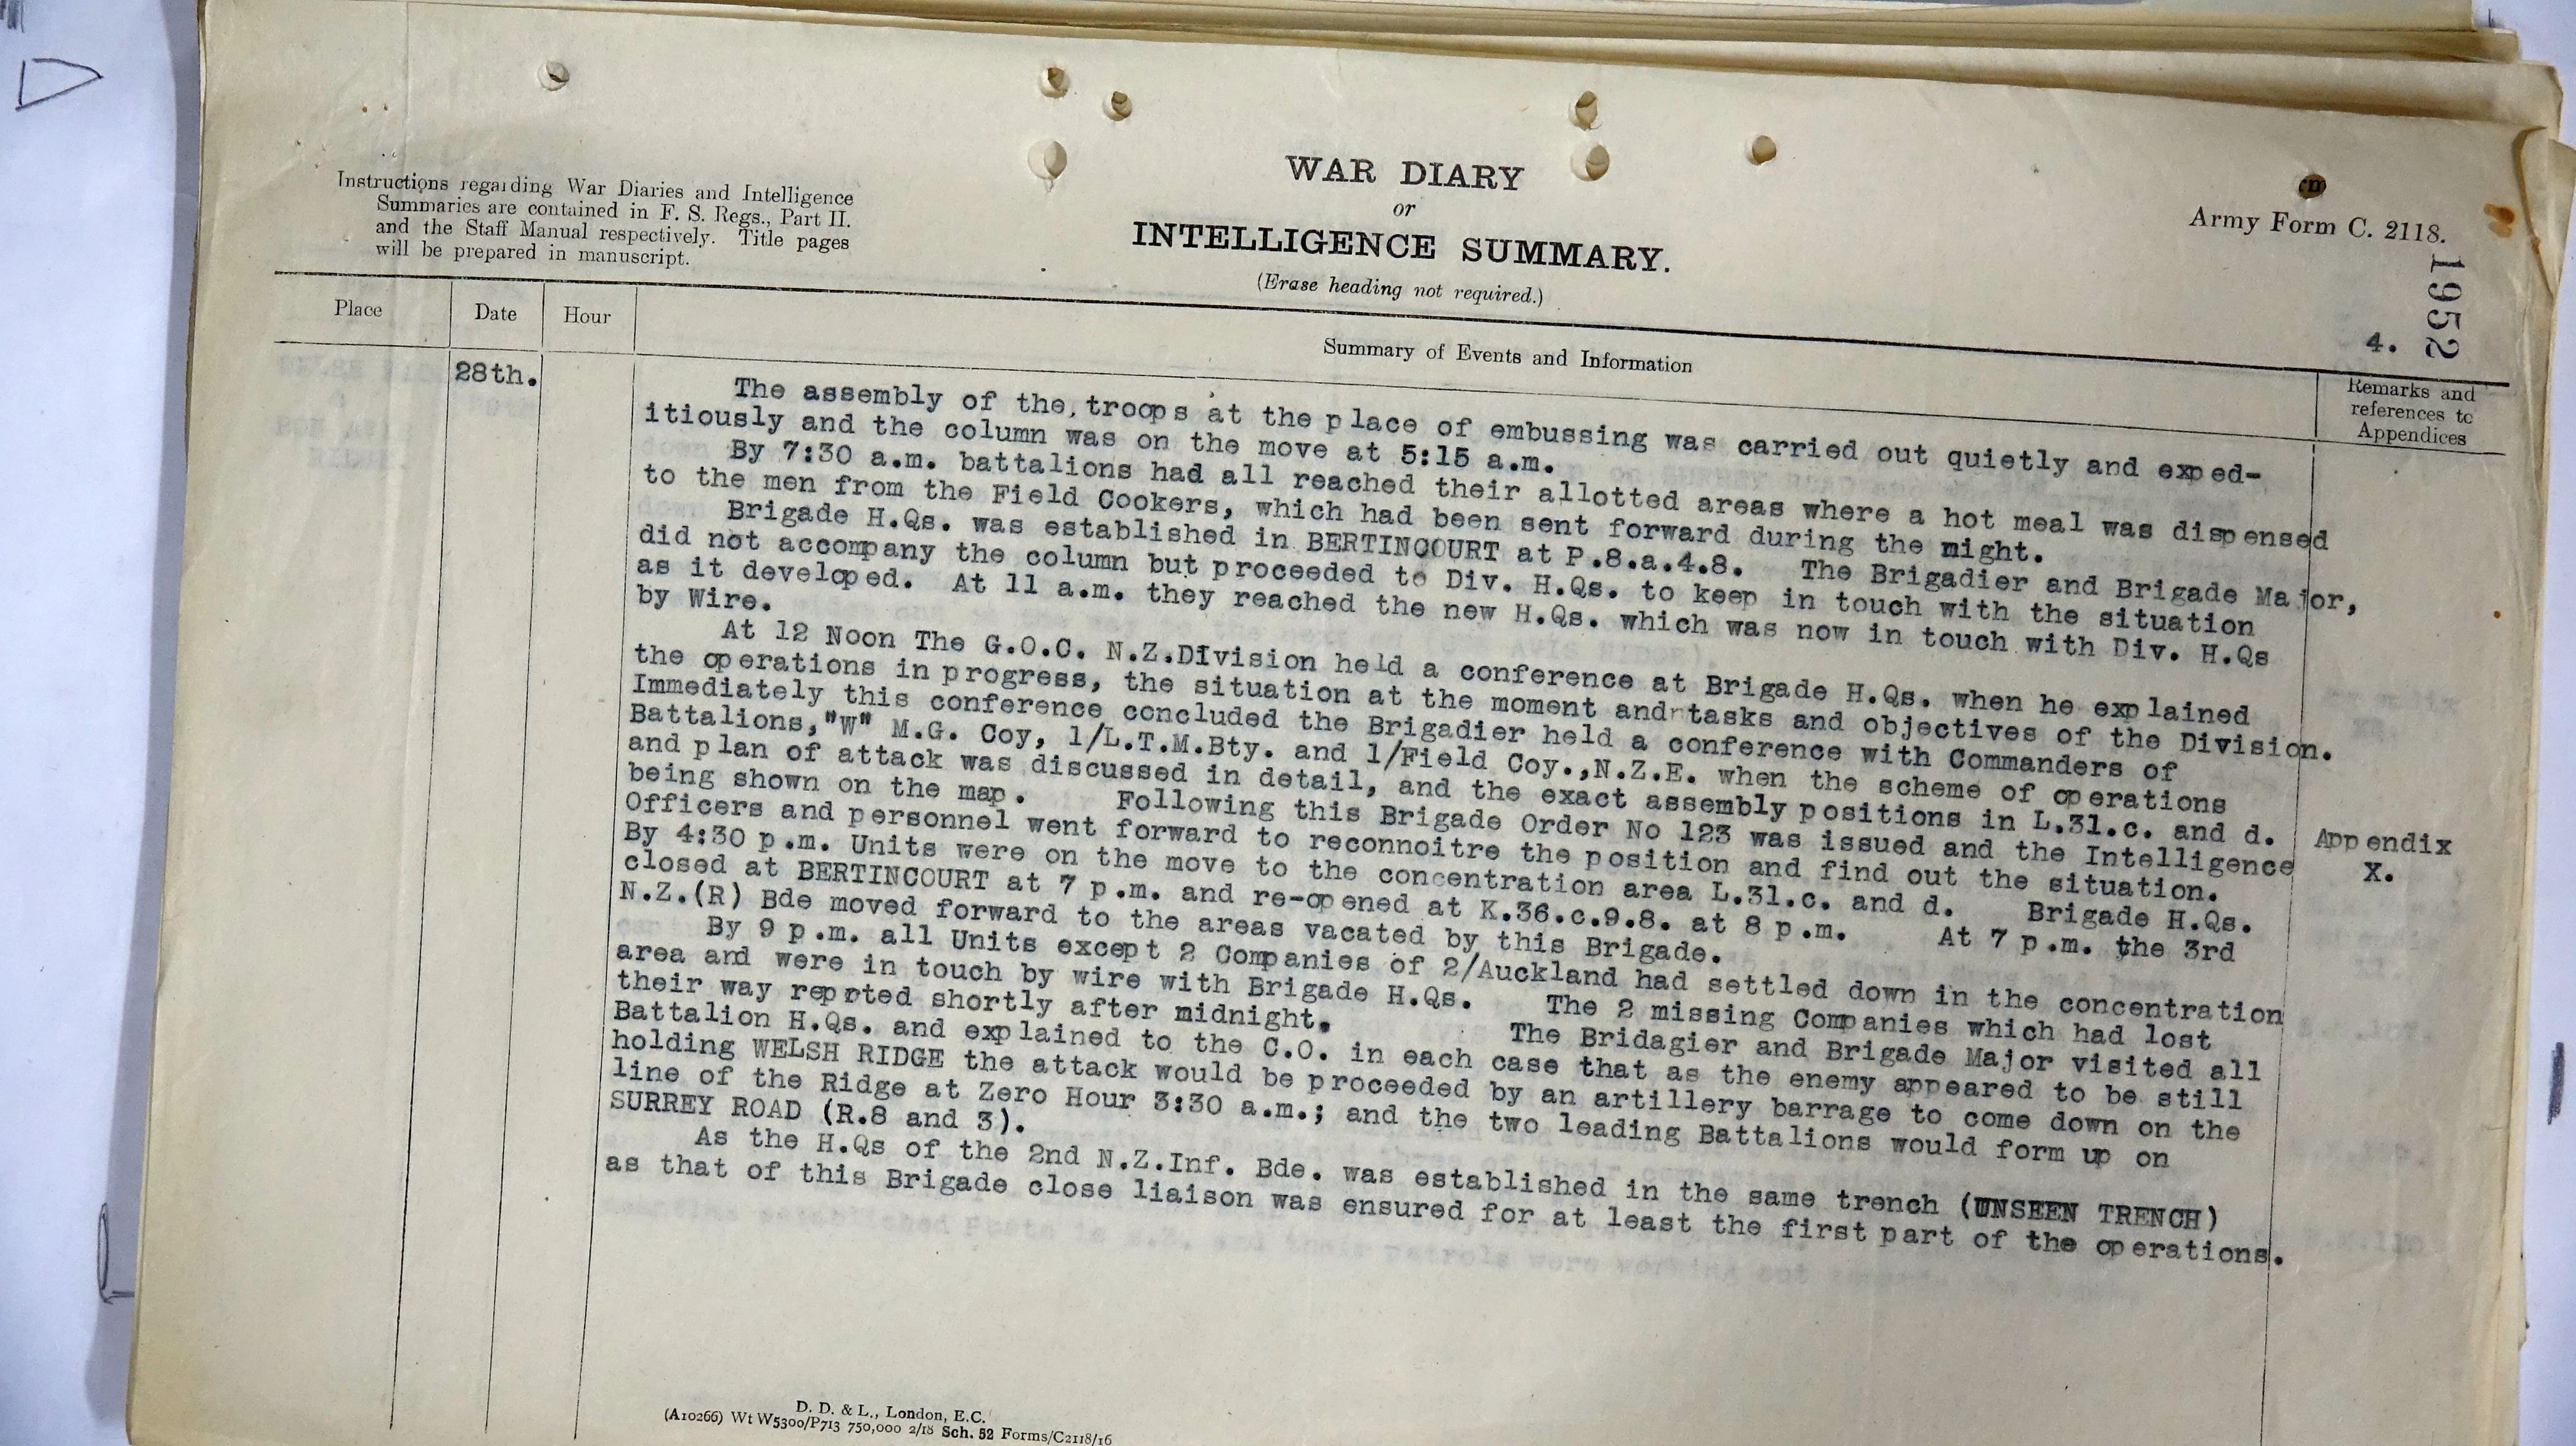 Instructions regarding War Diaries and Intelligence
Summaries are contained in F. S. Regs., Part II.
and the Staff Manual respectively. Title pages
will be prepared in manuscript.
WAR DIARY
or
INTELLIGENCE SUMMARY.
(Erase heading not required.)
Army Form C. 2118.
1952
4.
Place
Date
Hour
Summary of Events and Information
Remarks and
references to
Appendices
28th.
The assembly of the troops at the place of embussing was carried out quietly and exped-
itiously and the column was on the move at 5:15 a.m.
By 7:30 a.m. battalions had all reached their allotted areas where a hot meal was dispensed
to the men from the Field Cookers, which had been sent forward during the night.
Brigade H.Qs. was established in BERTINCOURT at P.8.a.4.8. The Brigadier and Brigade Major,
did not accompany the column but proceeded to Div. H.Qs. to keep in touch with the situation
as it developed. At 11 a.m. they reached the new H.Qs. which was now in touch with Div. H.Qs
by Wire.
At 12 Noon The G.O.C. N.Z.DIvision held a conference at Brigade H.Qs. when he explained
the operations in progress, the situation at the moment and tasks and objectives of the Division.
Immediately this conference concluded the Brigadier held a conference with Commanders of
Battalions,"W" M.G. Coy, 1/L.T.M.Bty. and 1/Field Coy.,N.Z.E. when the scheme of operations
and plan of attack was discussed in detail, and the exact assembly positions in L.31.c. and d.
being shown on the map. Following this Brigade Order No 123 was issued and the Intelligence
Officers and personnel went forward to reconnoitre the position and find out the situation.
By 4:30 p.m. Units were on the move to the concentration area L.31.c. and d. Brigade H.Qs.
closed at BERTINCOURT at 7 p.m. and re-opened at K.36.c.9.8. at 8 p.m. At 7 p.m. the 3rd
N.Z.(R) Bde moved forward to the areas vacated by this Brigade.
By 9 p.m. all Units except 2 Companies of 2/Auckland had settled down in the concentration
area and were in touch by wire with Brigade H.Qs. The 2 missing Companies which had lost
their way reported shortly after midnight. The Bridagier and Brigade Major visited all
Battalion H.Qs. and explained to the C.O. in each case that as the enemy appeared to be still
holding WELSH RIDGE the attack would be proceeded by an artillery barrage to come down on the
line of the Ridge at Zero Hour 3:30 a.m.; and the two leading Battalions would form up on
SURREY ROAD (R.8 and 3).
As the H.Qs of the 2nd N.Z.Inf. Bde. was established in the same trench (UNSEEN TRENCH)
as that of this Brigade close liaison was ensured for at least the first part of the operations.
Appendix
X.
D. D. & L., London, E.C.
(A10266) Wt W5300/P713 750,000 2/18 Sch. 52 Forms/C2118/16